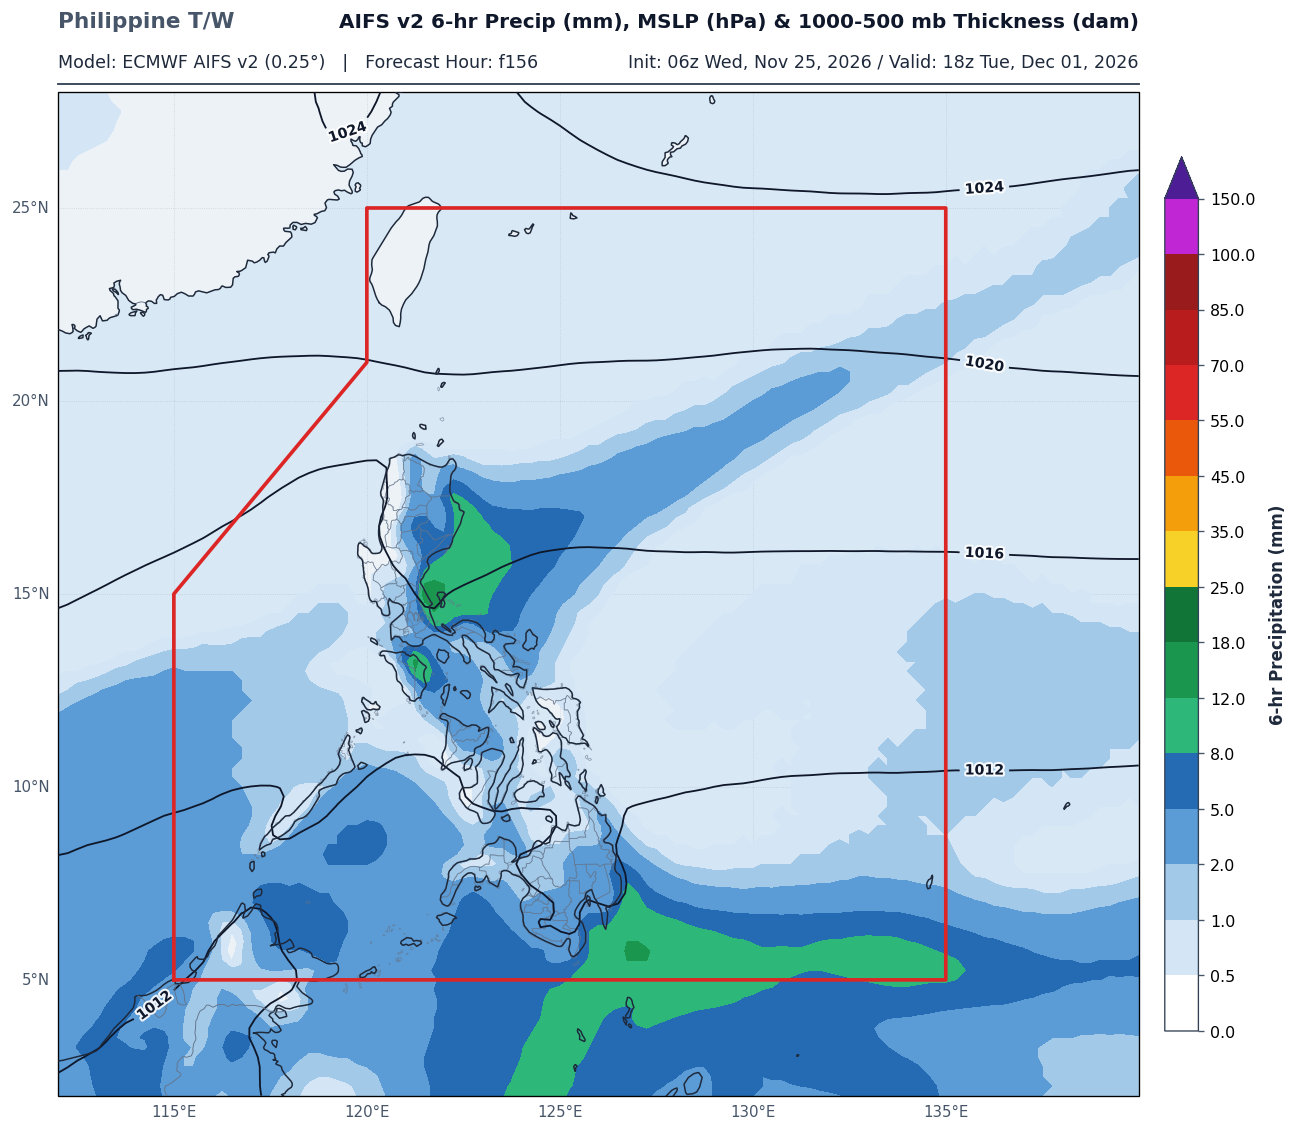 Philippine T/W
AIFS v2 6-hr Precip (mm), MSLP (hPa) & 1000-500 mb Thickness (dam)
Model: ECMWF AIFS v2 (0.25°) | Forecast Hour: f156
Init: 06z Wed, Nov 25, 2026 / Valid: 18z Tue, Dec 01, 2026
1024
1024
1020
1016
1012
1012
25°N
20°N
15°N
10°N
5°N
115°E
120°E
125°E
130°E
135°E
150.0
100.0
85.0
70.0
55.0
45.0
35.0
25.0
18.0
12.0
8.0
5.0
2.0
1.0
0.5
0.0
6-hr Precipitation (mm)